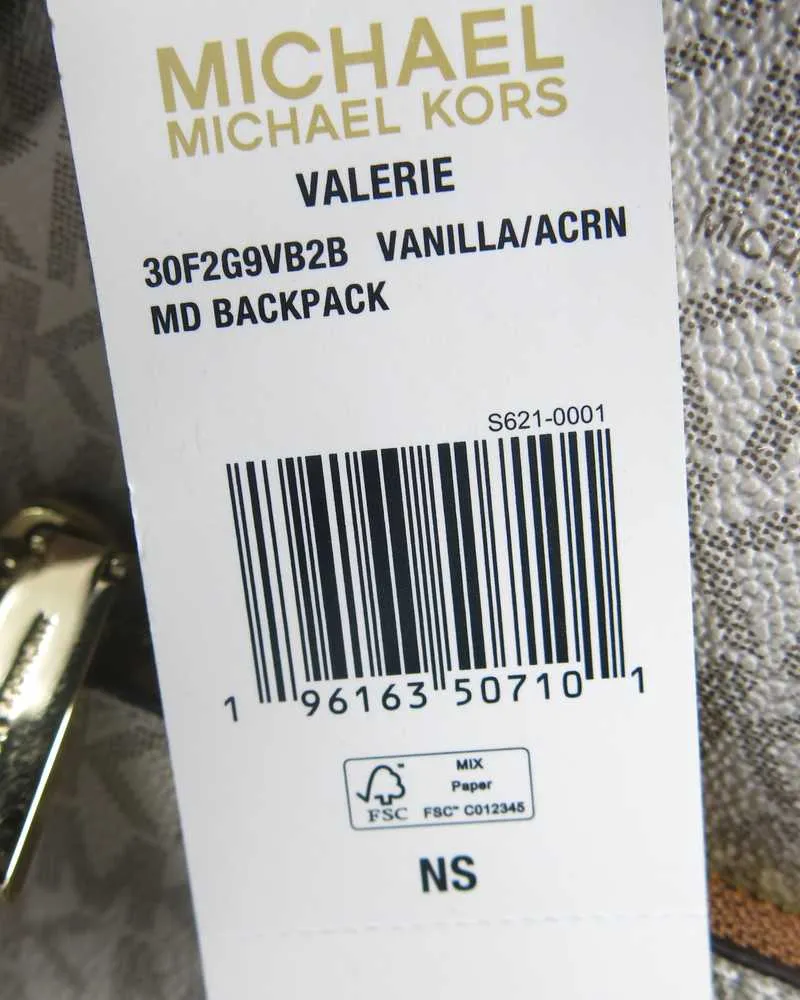 MICHAEL
MICHAEL KORS
VALERIE
30F2G9VB2B VANILLA/ACRN
MD BACKPACK
S621-0001
1 96163 50710 1
FSC
MIX
Paper
FSC™ C012345
NS
MICH